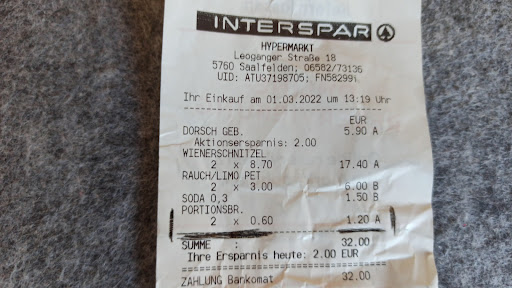 INTERSPAR
HYPERMARKT
Leoganger Straße 18
5760 Saalfelden; 06582/73136
UID: ATU37198705; FN58299
Ihr Einkauf am 01.03.2022 um 13:19 Uhr
EUR
DORSCH GEB. 5.90 A
Aktionsersparnis: 2.00
WIENERSCHNITZEL
2 x 8.70 17.40 A
RAUCH/LIMO PET
2 x 3.00 6.00 B
SODA 0,3 1.50 B
PORTIONSBR.
2 x 0.60 1.20 A
SUMME : 32.00
Ihre Ersparnis heute: 2.00 EUR
ZAHLUNG Bankomat 32.00